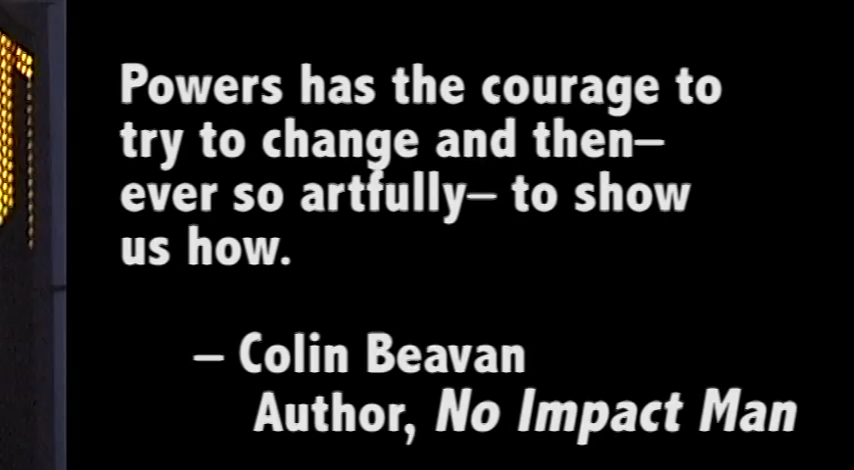 Powers has the courage to
try to change and then—
ever so artfully— to show
us how.
— Colin Beavan
Author, No Impact Man